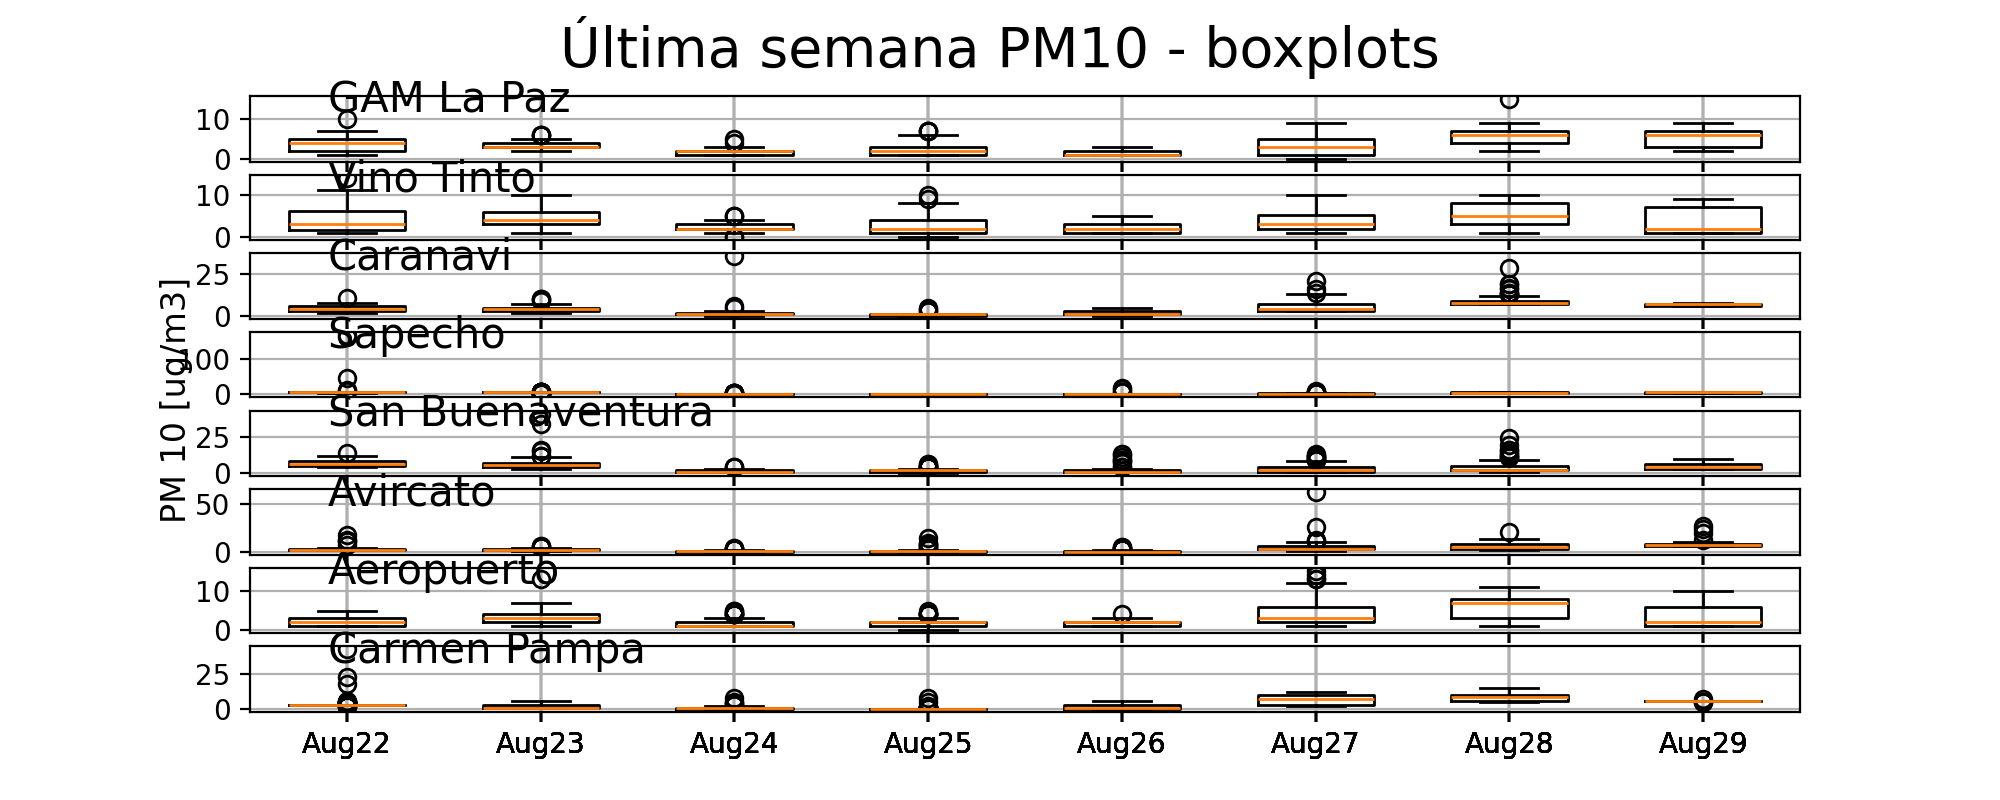 Última semana PM10 - boxplots
PM 10 [ug/m3]
GAM La Paz
10
0
Vino Tinto
10
0
Caranavi
25
0
Sapecho
100
0
San Buenaventura
25
0
Avircato
50
0
Aeropuerto
10
0
Carmen Pampa
25
0
Aug22 Aug23 Aug24 Aug25 Aug26 Aug27 Aug28 Aug29